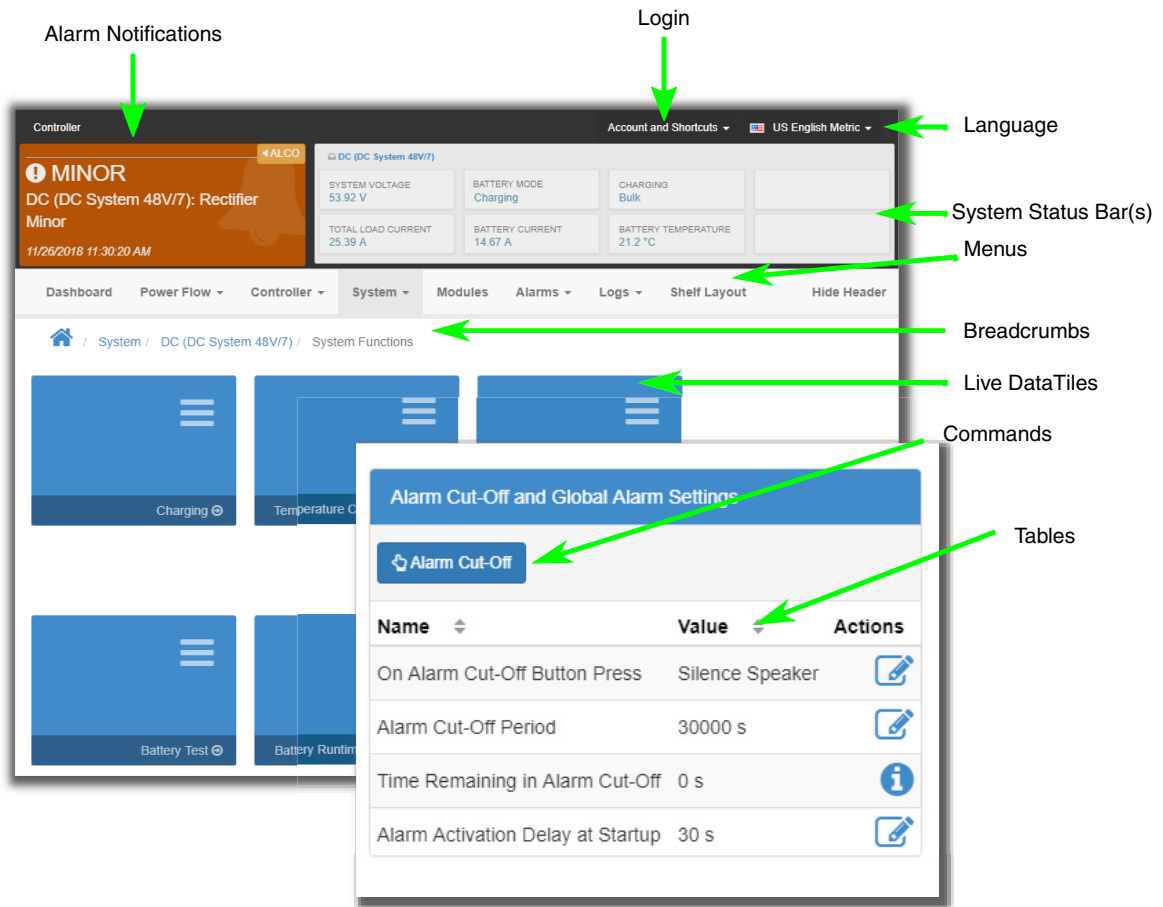 Login
Alarm Notifications
Controller
Account and Shortcuts
US English Metric
Language
ALCO
MINOR
DC (DC System 48V/7): Rectifier
Minor
11/26/2018 11:30:20 AM
DC (DC System 48V/7)
SYSTEM VOLTAGE
53.92 V
BATTERY MODE
Charging
CHARGING
Bulk
TOTAL LOAD CURRENT
25.39 A
BATTERY CURRENT
14.67 A
BATTERY TEMPERATURE
21.2 °C
System Status Bar(s)
Menus
Dashboard Power Flow Controller System Modules Alarms Logs Shelf Layout Hide Header
/ System / DC (DC System 48V/7) / System Functions
Breadcrumbs
Live DataTiles
Commands
Charging
Temperature C
Alarm Cut-Off and Global Alarm Settings
Alarm Cut-Off
Tables
Name Value Actions
On Alarm Cut-Off Button Press Silence Speaker
Alarm Cut-Off Period 30000 s
Time Remaining in Alarm Cut-Off 0 s
Alarm Activation Delay at Startup 30 s
Battery Test
Battery Runtim